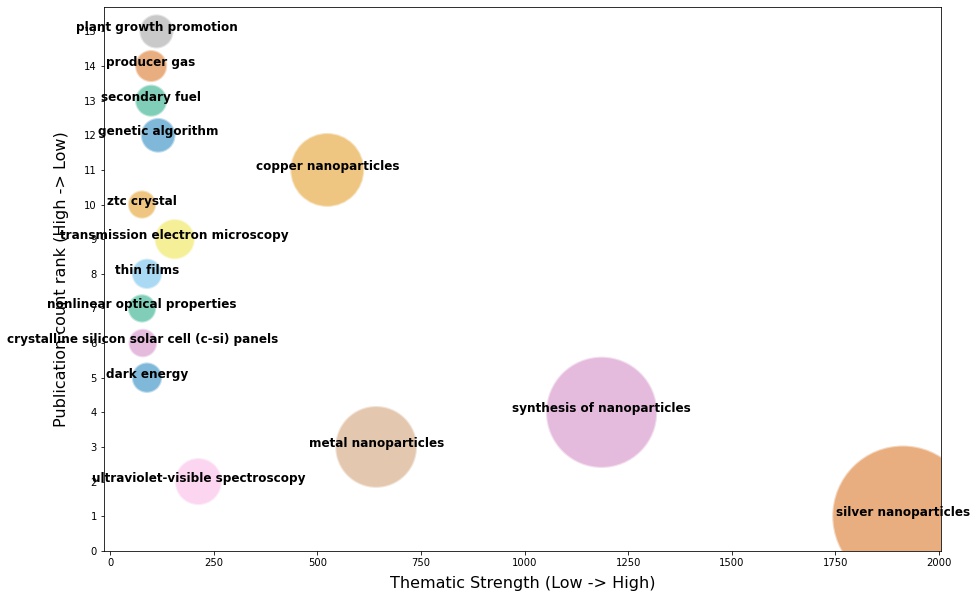 plant growth promotion
15
producer gas
14
secondary fuel
13
genetic algorithm
12
copper nanoparticles
11
ztc crystal
10
transmission electron microscopy
9
thin films
8
nonlinear optical properties
7
crystalline silicon solar cell (c-si) panels
6
dark energy
5
synthesis of nanoparticles
4
metal nanoparticles
3
ultraviolet-visible spectroscopy
2
silver nanoparticles
1
0
Publication count rank (High -> Low)
0 250 500 750 1000 1250 1500 1750 2000
Thematic Strength (Low -> High)